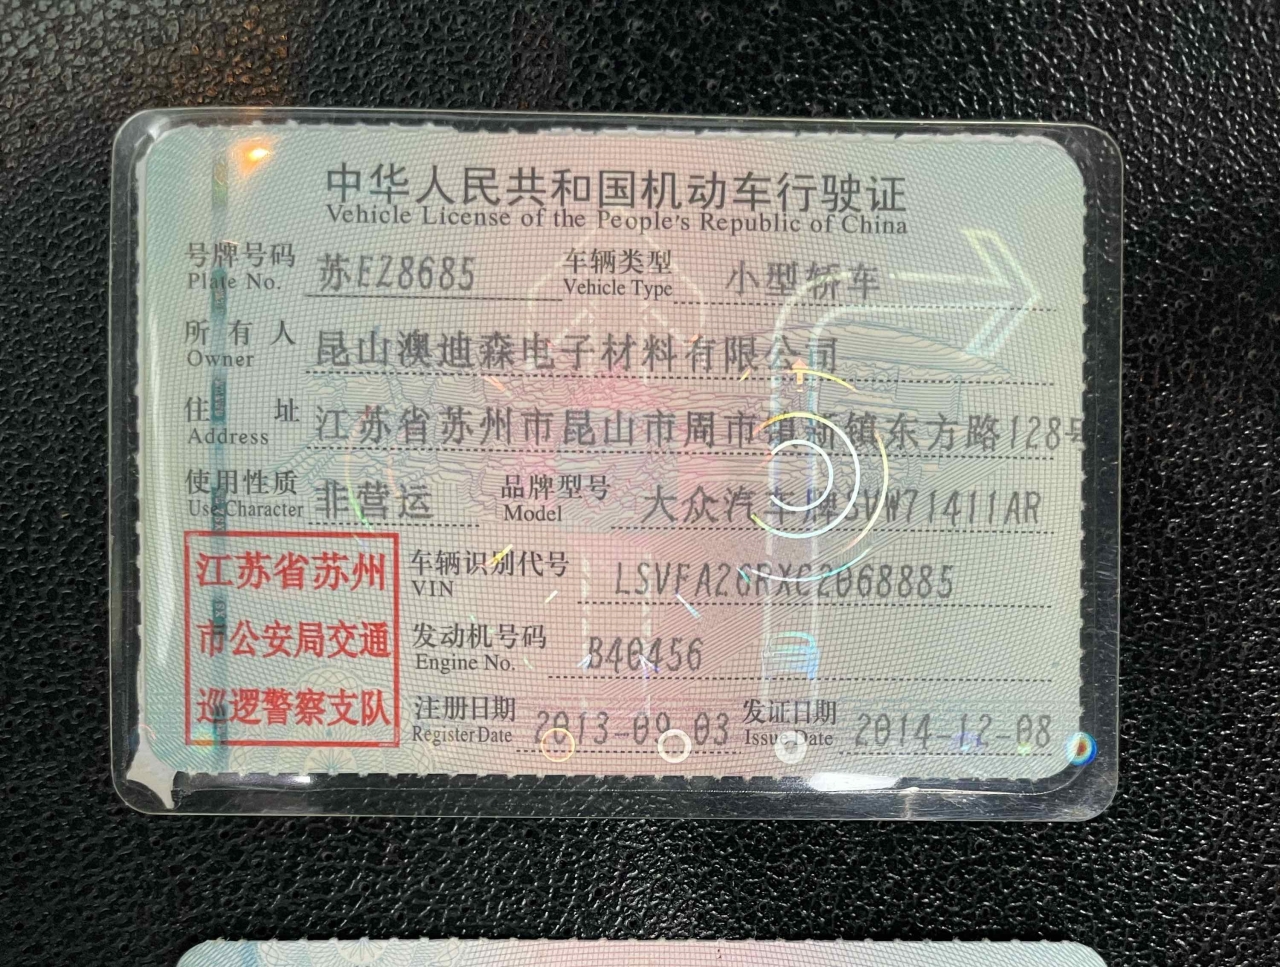 中华人民共和国机动车行驶证
Vehicle License of the People's Republic of China
号牌号码 苏EZ8685 车辆类型 小型轿车
Plate No. Vehicle Type
所有人 昆山澳迪森电子材料有限公司
Owner
住址 江苏省苏州市昆山市周市镇新镇东方路128号
Address
使用性质 非营运 品牌型号 大众汽车牌SVW71411AR
Use Character Model
江苏省苏州
市公安局交通
巡逻警察支队
车辆识别代号 LSVFA26RXC2068885
VIN
发动机号码 B40456
Engine No.
注册日期 2013-09-03 发证日期 2014-12-08
Register Date Issue Date